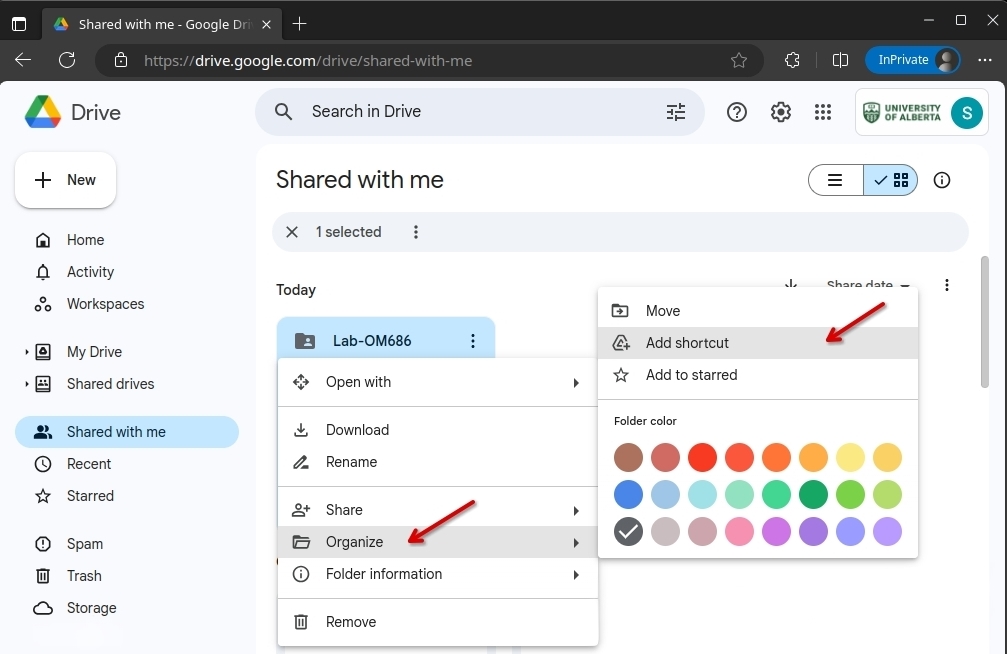 Shared with me - Google Dri
https://drive.google.com/drive/shared-with-me
InPrivate
Drive
Search in Drive
UNIVERSITY
OF ALBERTA
S
New
Shared with me
1 selected
Home
Activity
Workspaces
My Drive
Shared drives
Shared with me
Recent
Starred
Spam
Trash
Storage
Today
Share date
Lab-OM686
Open with
Download
Rename
Share
Organize
Folder information
Remove
Move
Add shortcut
Add to starred
Folder color